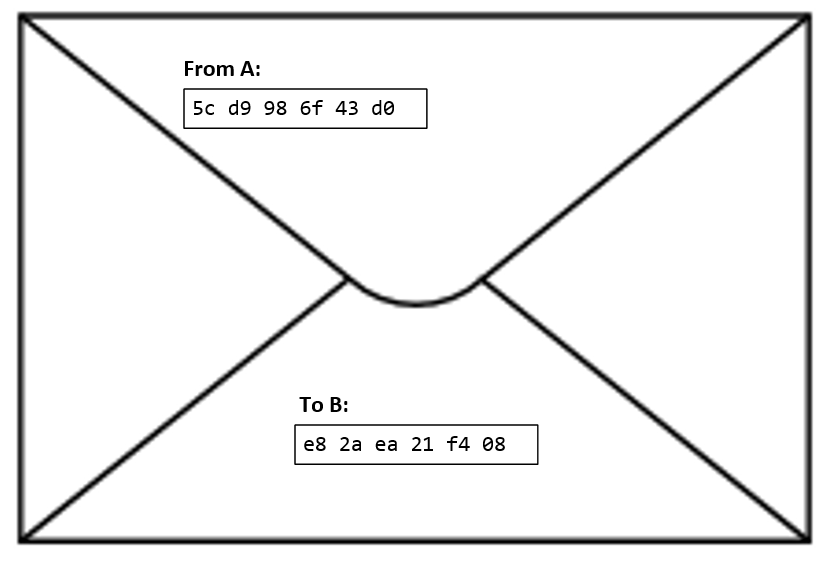 From A:
5c d9 98 6f 43 d0
To B:
e8 2a ea 21 f4 08